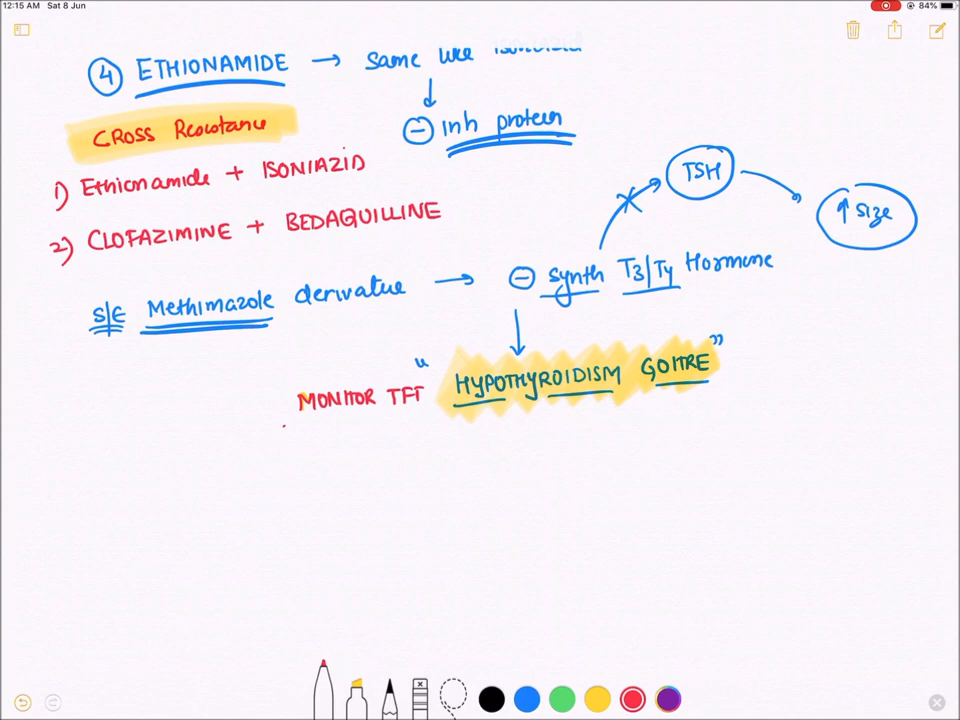 12:15 AM Sat 8 Jun
84%
④ ETHIONAMIDE → Same like isoniazid
↓
CROSS Resistance
⊖ inh protein
1) Ethionamide + ISONIAZID
TSH
↑ Size
2) CLOFAZIMINE + BEDAQUILLINE
S/E Methimazole derivative → ⊖ synth T3/T4 Hormone
MONITOR TFT " HYPOTHYROIDISM GOITRE "